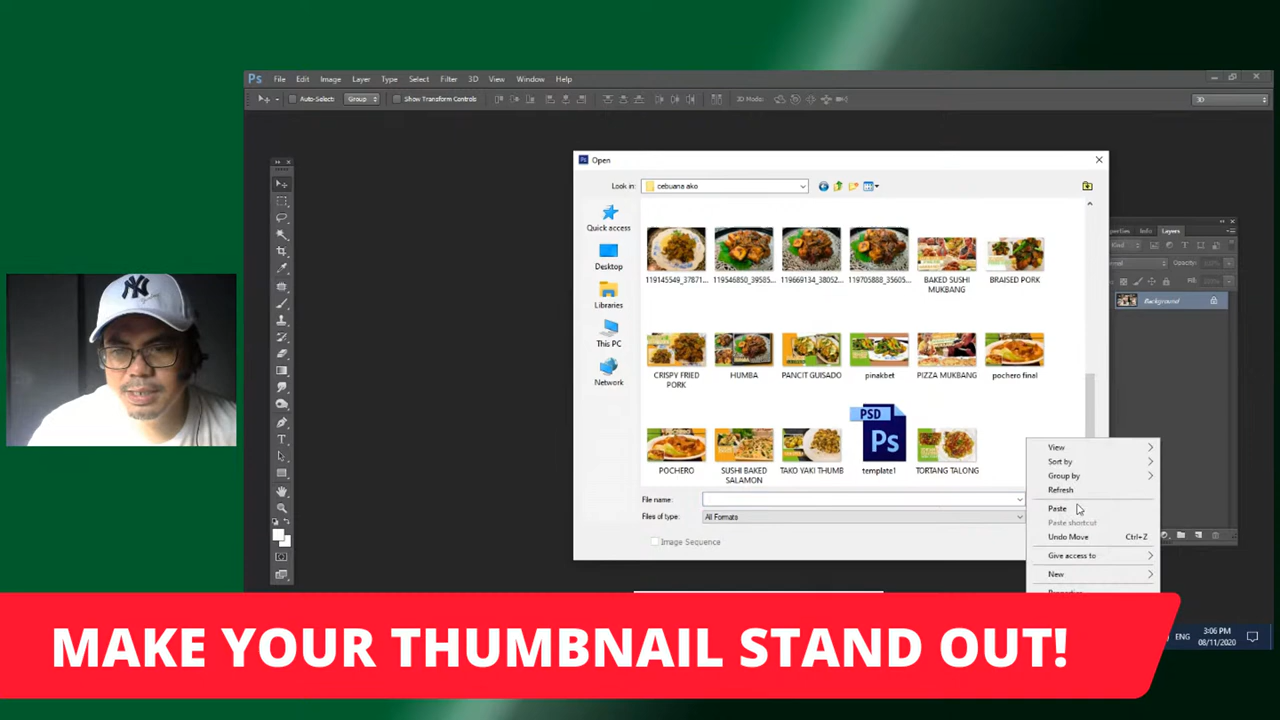 Ps File Edit Image Layer Type Select Filter 3D View Window Help
Auto-Select: Group Show Transform Controls 3D Mode: 3D
Open
Look in: cebuana ako
Quick access
Desktop
Libraries
This PC
Network
119145549_37871... 119546850_39585... 119669134_38052... 119705888_35605... BAKED SUSHI MUKBANG BRAISED PORK
CRISPY FRIED PORK HUMBA PANCIT GUISADO pinakbet PIZZA MUKBANG pochero final
PSD
Ps
POCHERO SUSHI BAKED SALAMON TAKO YAKI THUMB template1 TORTANG TALONG
File name:
Files of type: All Formats
Image Sequence
View
Sort by
Group by
Refresh
Paste
Paste shortcut
Undo Move Ctrl+Z
Give access to
New
Info Layers
Kind
Opacity:
Background
NY
ENG
3:06 PM
08/11/2020
MAKE YOUR THUMBNAIL STAND OUT!